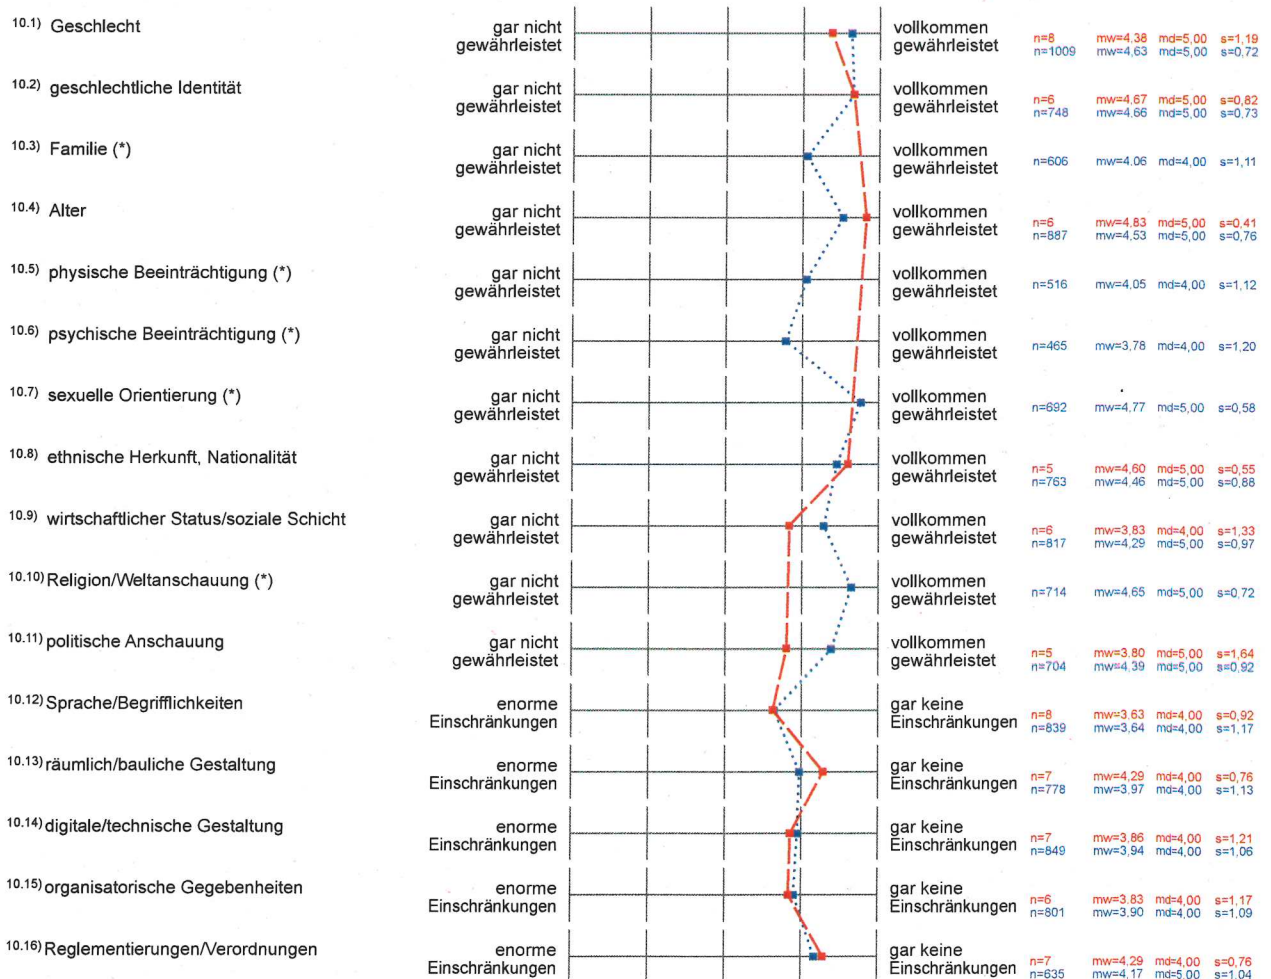 10.1) Geschlecht
gar nicht
gewährleistet
vollkommen
gewährleistet
n=8 mw=4,38 md=5,00 s=1,19
n=1009 mw=4,63 md=5,00 s=0,72
10.2) geschlechtliche Identität
gar nicht
gewährleistet
vollkommen
gewährleistet
n=6 mw=4,67 md=5,00 s=0,82
n=748 mw=4,66 md=5,00 s=0,73
10.3) Familie (*)
gar nicht
gewährleistet
vollkommen
gewährleistet
n=606 mw=4,06 md=4,00 s=1,11
10.4) Alter
gar nicht
gewährleistet
vollkommen
gewährleistet
n=6 mw=4,83 md=5,00 s=0,41
n=887 mw=4,53 md=5,00 s=0,76
10.5) physische Beeinträchtigung (*)
gar nicht
gewährleistet
vollkommen
gewährleistet
n=516 mw=4,05 md=4,00 s=1,12
10.6) psychische Beeinträchtigung (*)
gar nicht
gewährleistet
vollkommen
gewährleistet
n=465 mw=3,78 md=4,00 s=1,20
10.7) sexuelle Orientierung (*)
gar nicht
gewährleistet
vollkommen
gewährleistet
n=692 mw=4,77 md=5,00 s=0,58
10.8) ethnische Herkunft, Nationalität
gar nicht
gewährleistet
vollkommen
gewährleistet
n=5 mw=4,60 md=5,00 s=0,55
n=763 mw=4,46 md=5,00 s=0,88
10.9) wirtschaftlicher Status/soziale Schicht
gar nicht
gewährleistet
vollkommen
gewährleistet
n=6 mw=3,83 md=4,00 s=1,33
n=817 mw=4,29 md=5,00 s=0,97
10.10) Religion/Weltanschauung (*)
gar nicht
gewährleistet
vollkommen
gewährleistet
n=714 mw=4,65 md=5,00 s=0,72
10.11) politische Anschauung
gar nicht
gewährleistet
vollkommen
gewährleistet
n=5 mw=3,80 md=5,00 s=1,64
n=704 mw=4,39 md=5,00 s=0,92
10.12) Sprache/Begrifflichkeiten
enorme
Einschränkungen
gar keine
Einschränkungen
n=8 mw=3,63 md=4,00 s=0,92
n=839 mw=3,64 md=4,00 s=1,17
10.13) räumlich/bauliche Gestaltung
enorme
Einschränkungen
gar keine
Einschränkungen
n=7 mw=4,29 md=4,00 s=0,76
n=778 mw=3,97 md=4,00 s=1,13
10.14) digitale/technische Gestaltung
enorme
Einschränkungen
gar keine
Einschränkungen
n=7 mw=3,86 md=4,00 s=1,21
n=849 mw=3,94 md=4,00 s=1,06
10.15) organisatorische Gegebenheiten
enorme
Einschränkungen
gar keine
Einschränkungen
n=6 mw=3,83 md=4,00 s=1,17
n=801 mw=3,90 md=4,00 s=1,09
10.16) Reglementierungen/Verordnungen
enorme
Einschränkungen
gar keine
Einschränkungen
n=7 mw=4,29 md=4,00 s=0,76
n=635 mw=4,17 md=5,00 s=1,04